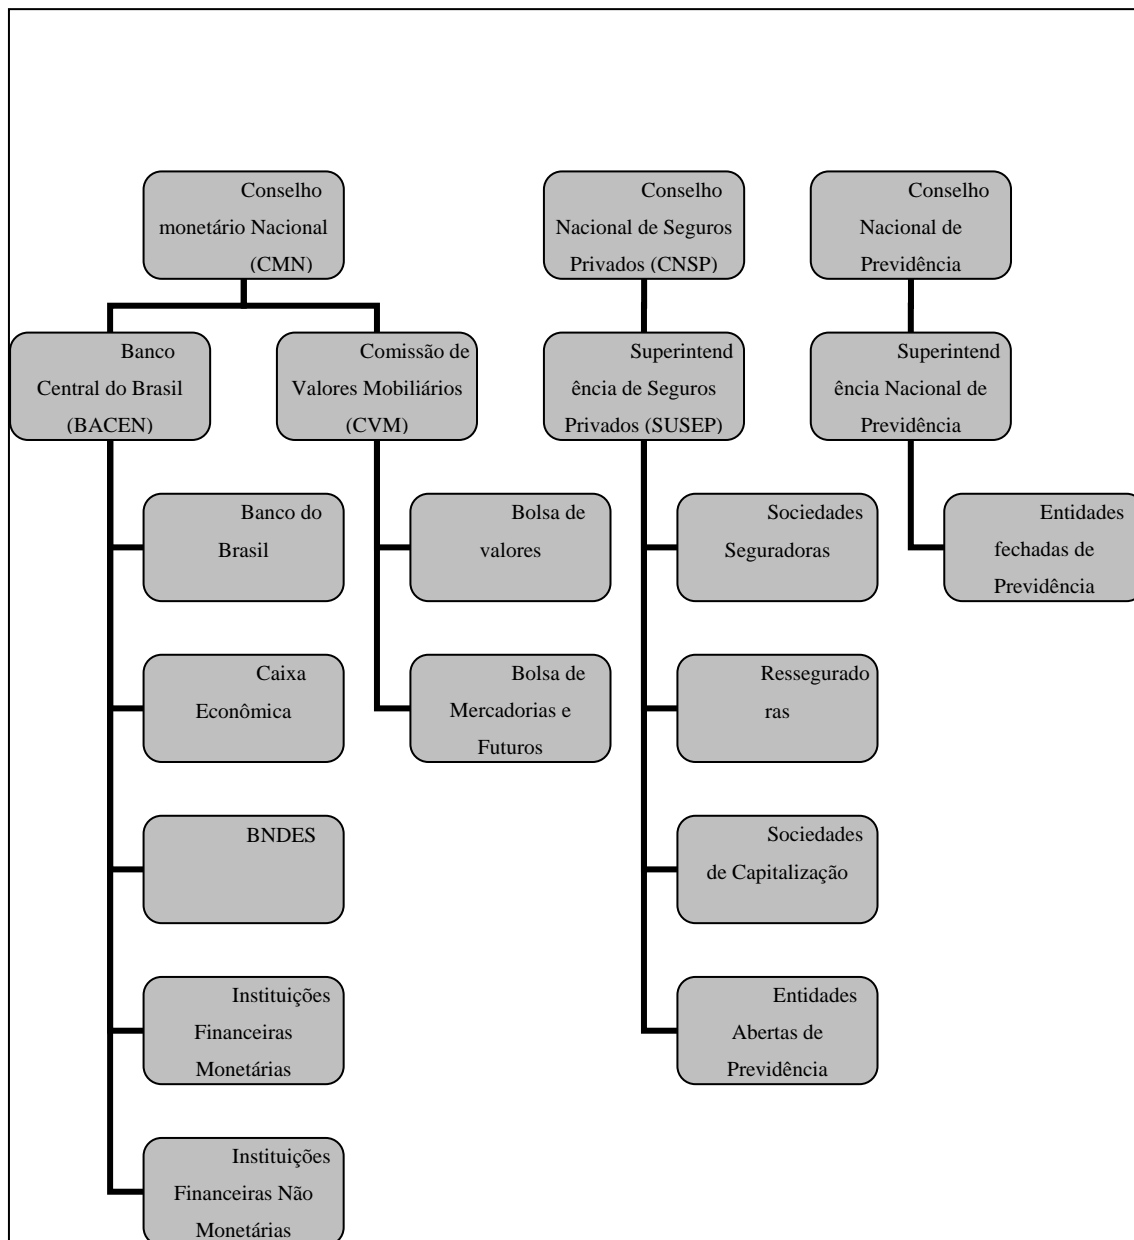 Conselho
monetário Nacional
(CMN)
Conselho
Nacional de Seguros
Privados (CNSP)
Conselho
Nacional de
Previdência
Banco
Central do Brasil
(BACEN)
Comissão de
Valores Mobiliários
(CVM)
Superintend
ência de Seguros
Privados (SUSEP)
Superintend
ência Nacional de
Previdência
Banco do
Brasil
Bolsa de
valores
Sociedades
Seguradoras
Entidades
fechadas de
Previdência
Caixa
Econômica
Bolsa de
Mercadorias e
Futuros
Ressegurado
ras
BNDES
Sociedades
de Capitalização
Instituições
Financeiras
Monetárias
Entidades
Abertas de
Previdência
Instituições
Financeiras Não
Monetárias